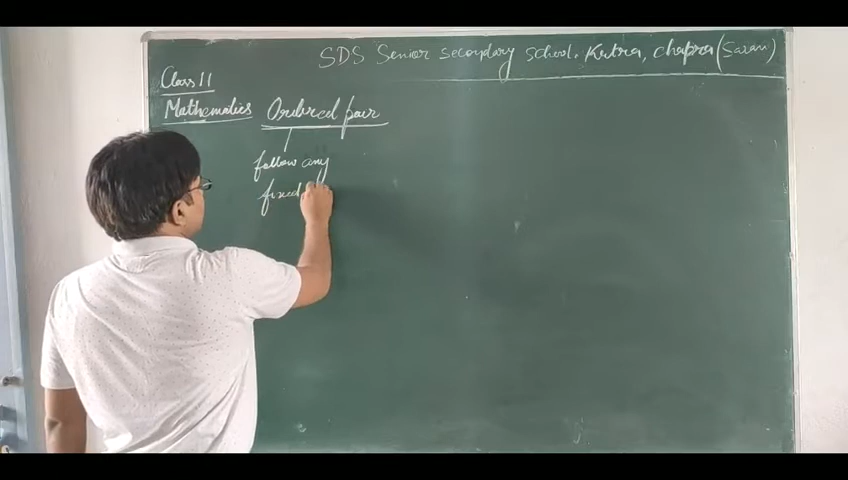 SDS Senior secondary school. Kutra, chapra (Saran)
Class 11
Mathematics Ordered pair
follow any
fixed